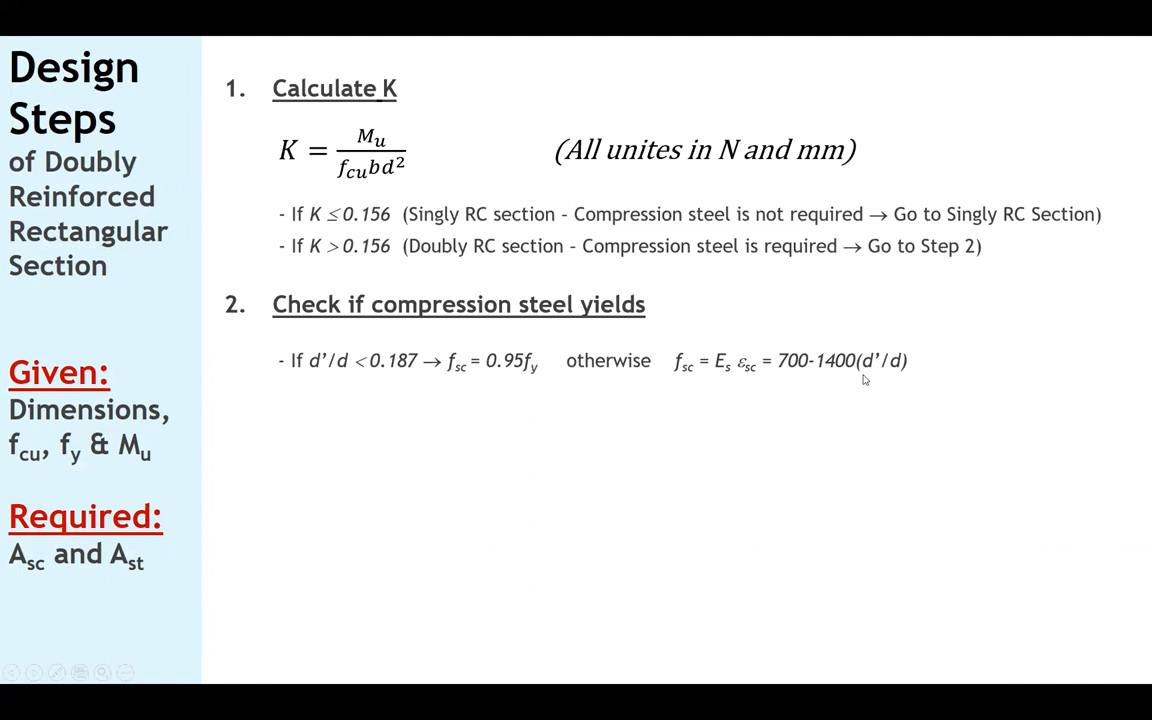 Design
Steps
of Doubly
Reinforced
Rectangular
Section
Given:
Dimensions,
fcu, fy & Mu
Required:
Asc and Ast
1. Calculate K
K = Mu / fcubd² (All unites in N and mm)
- If K ≤0.156 (Singly RC section – Compression steel is not required → Go to Singly RC Section)
- If K >0.156 (Doubly RC section – Compression steel is required → Go to Step 2)
2. Check if compression steel yields
- If d’/d <0.187 → fsc = 0.95fy otherwise fsc = Es εsc = 700-1400(d’/d)